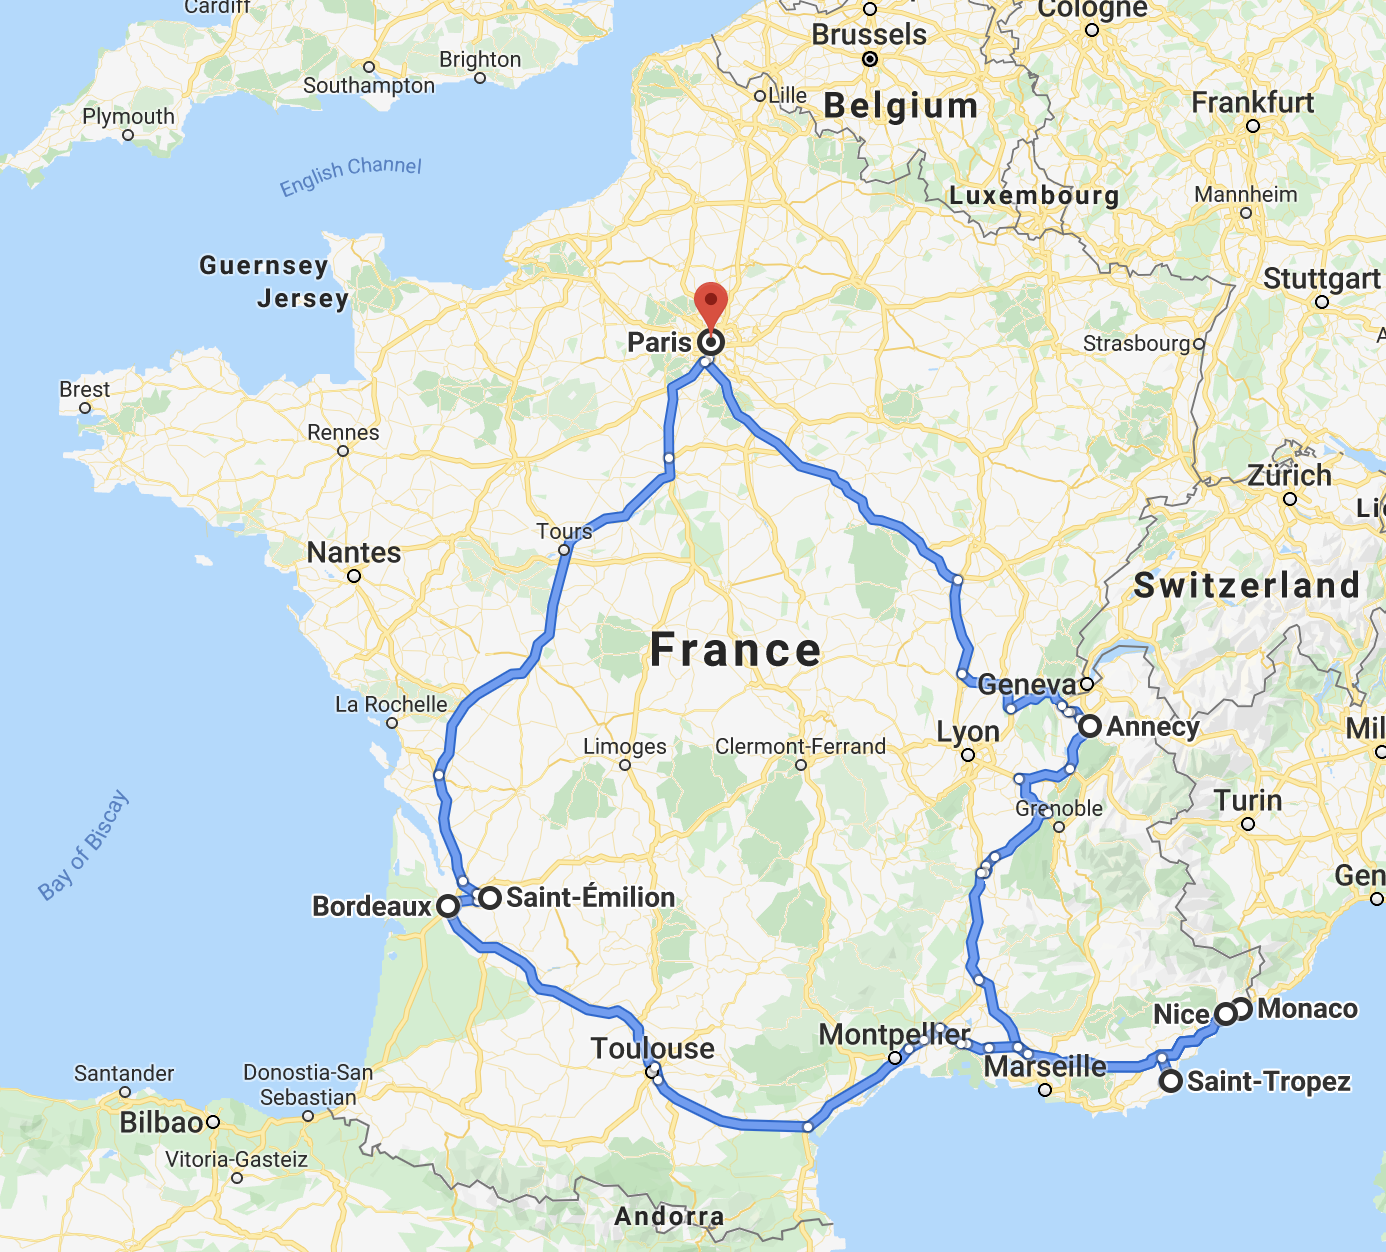 Cardiff
Cologne
Brussels
Brighton
Southampton
Lille
Belgium
Frankfurt
Plymouth
English Channel
Luxembourg
Mannheim
Guernsey
Jersey
Stuttgart
Paris
Strasbourg
A
Brest
Rennes
Zürich
Lie
Tours
Nantes
Switzerland
France
Geneva
La Rochelle
Annecy
Lyon
Mil
Limoges
Clermont-Ferrand
Bay of Biscay
Grenoble
Turin
Gen
Bordeaux
Saint-Émilion
Nice
Monaco
Montpellier
Toulouse
Marseille
Saint-Tropez
Santander
Donostia-San
Sebastian
Bilbao
Vitoria-Gasteiz
Andorra